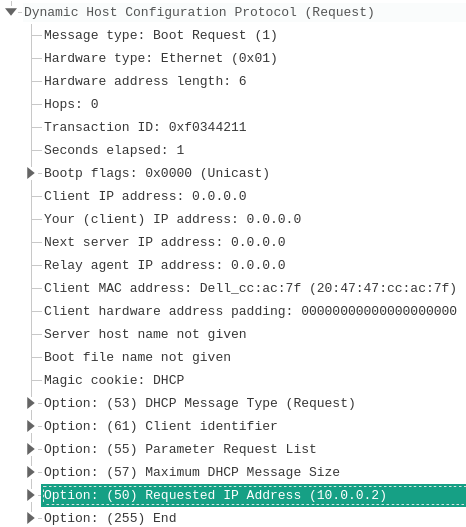 Dynamic Host Configuration Protocol (Request)
Message type: Boot Request (1)
Hardware type: Ethernet (0x01)
Hardware address length: 6
Hops: 0
Transaction ID: 0xf0344211
Seconds elapsed: 1
Bootp flags: 0x0000 (Unicast)
Client IP address: 0.0.0.0
Your (client) IP address: 0.0.0.0
Next server IP address: 0.0.0.0
Relay agent IP address: 0.0.0.0
Client MAC address: Dell_cc:ac:7f (20:47:47:cc:ac:7f)
Client hardware address padding: 00000000000000000000
Server host name not given
Boot file name not given
Magic cookie: DHCP
Option: (53) DHCP Message Type (Request)
Option: (61) Client identifier
Option: (55) Parameter Request List
Option: (57) Maximum DHCP Message Size
Option: (50) Requested IP Address (10.0.0.2)
Option: (255) End